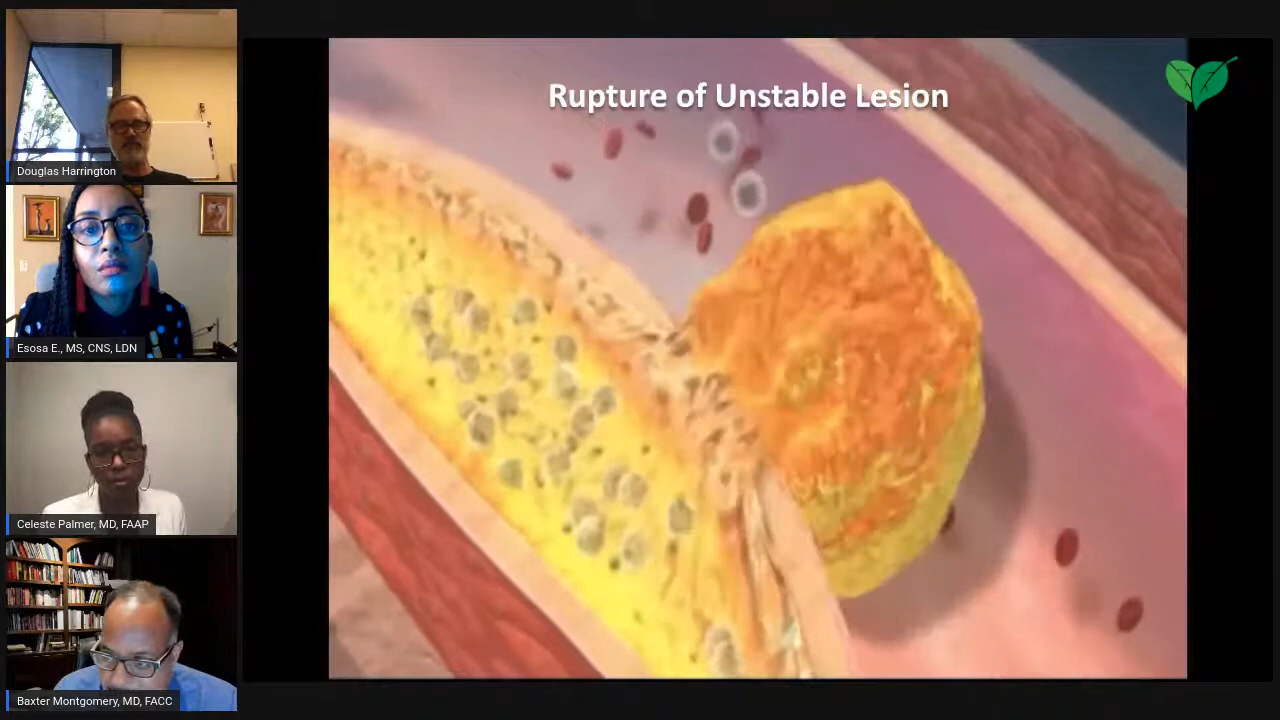 Rupture of Unstable Lesion
Douglas Harrington
Esosa E., MS, CNS, LDN
Celeste Palmer, MD, FAAP
Baxter Montgomery, MD, FACC